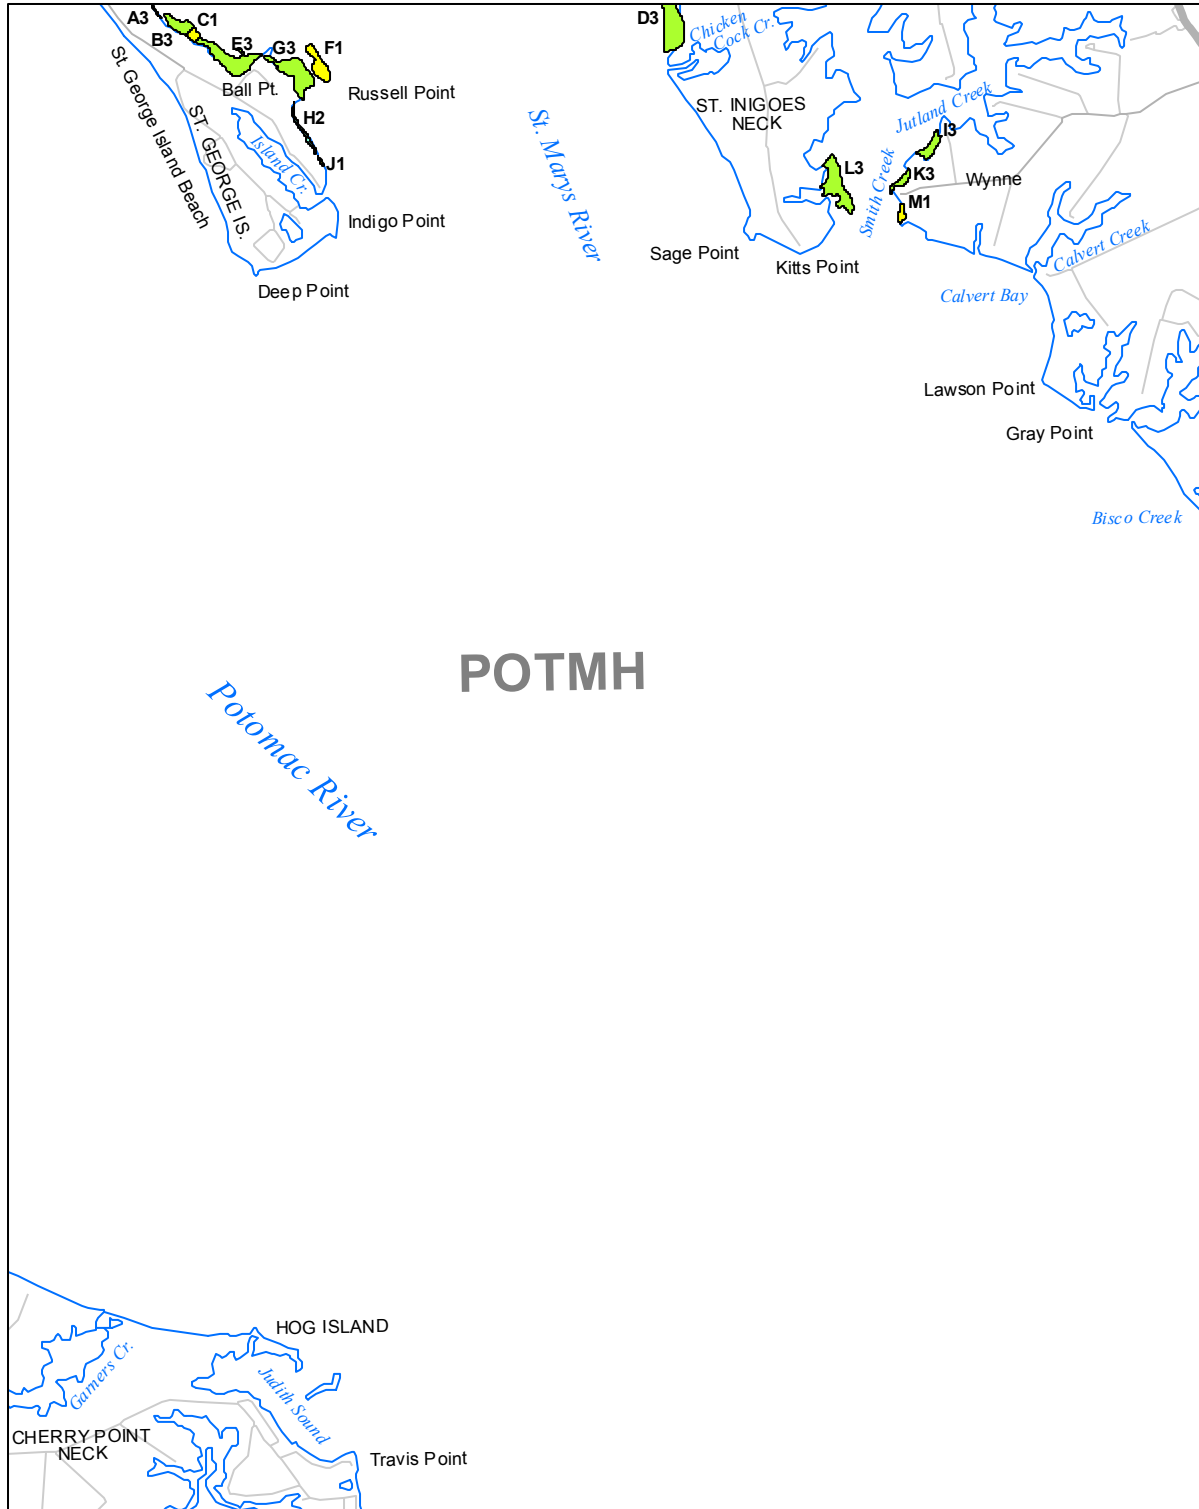 A3
C1
B3
E3
G3
F1
D3
Chicken
Cock Cr.
Ball Pt.
Russell Point
St. George Island Beach
ST. GEORGE IS.
Island Cr.
H2
J1
St. Marys River
ST. INIGOES
NECK
Jutland Creek
I3
L3
Smith Creek
K3
Wynne
M1
Indigo Point
Sage Point
Kitts Point
Calvert Creek
Deep Point
Calvert Bay
Lawson Point
Gray Point
Bisco Creek
POTMH
Potomac River
HOG ISLAND
Garners Cr.
Judith Sound
CHERRY POINT
NECK
Travis Point